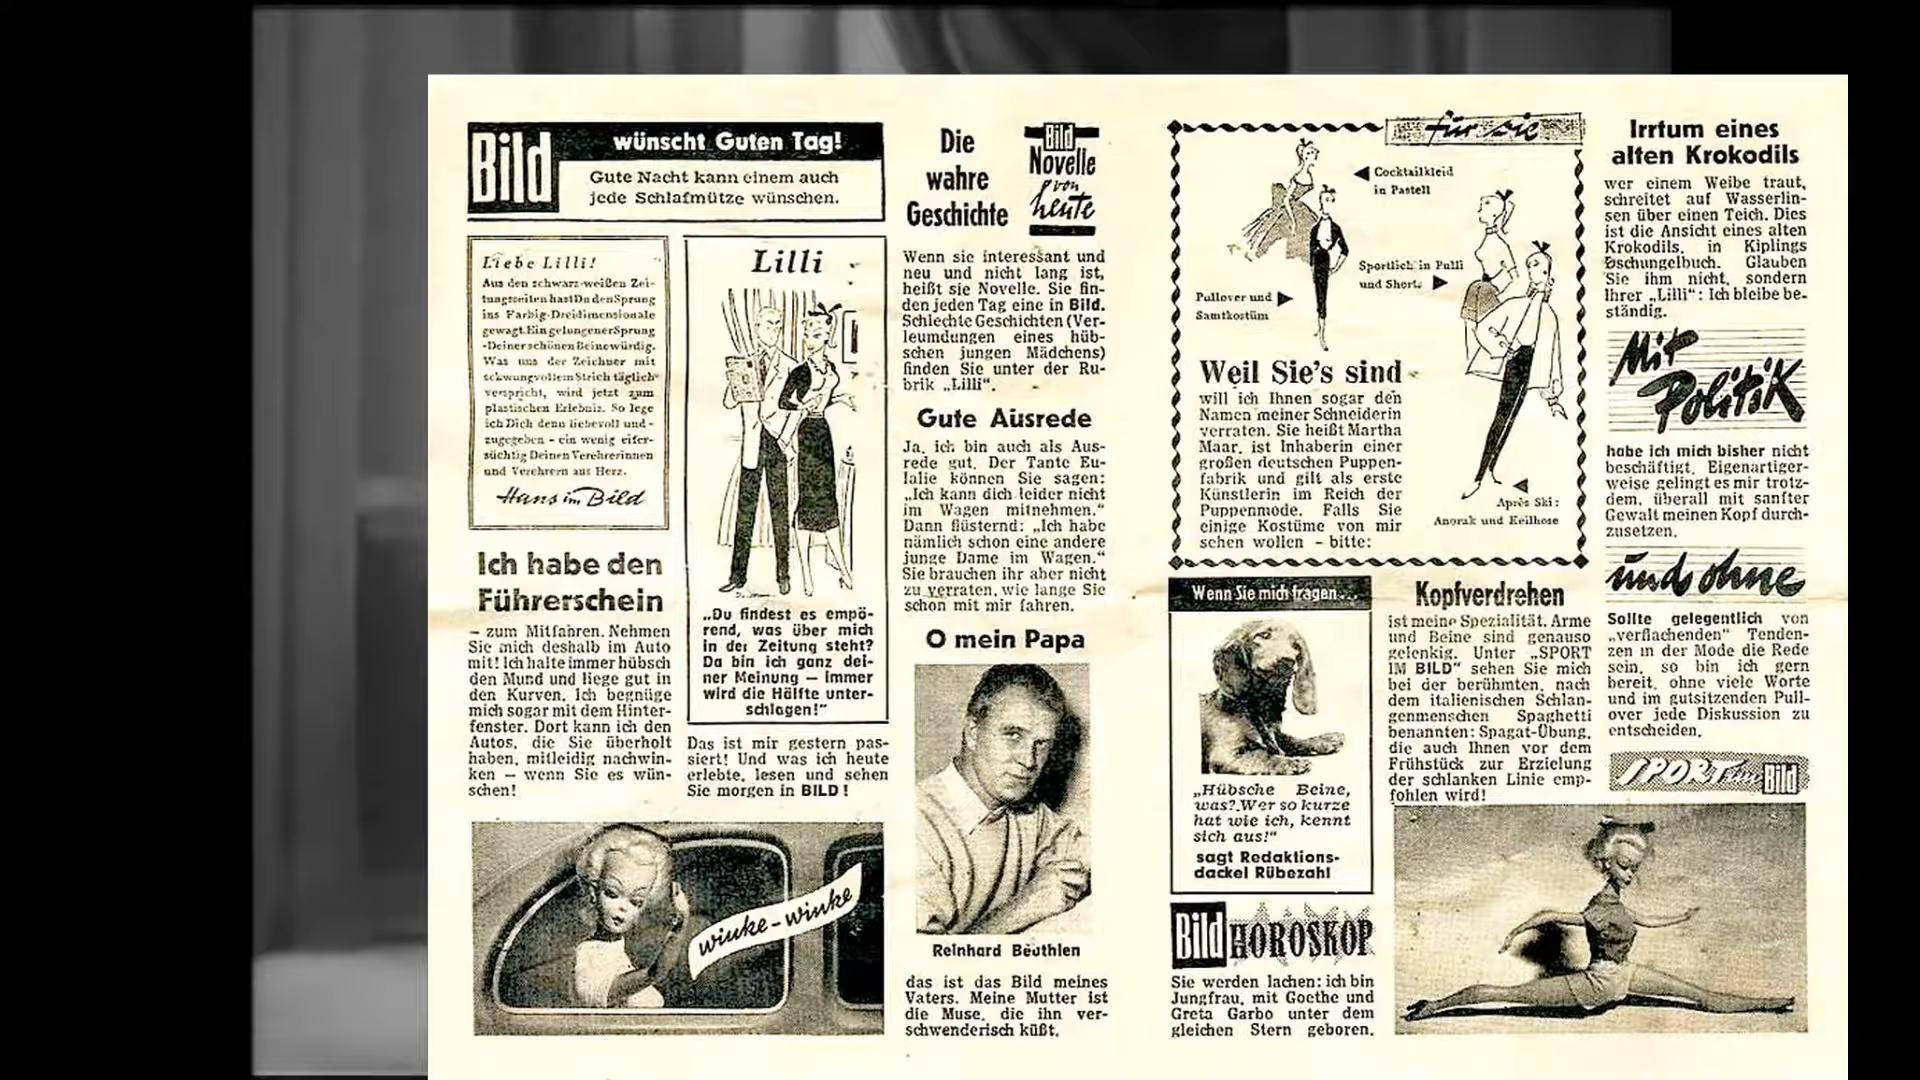 Bild
wünscht Guten Tag!
Gute Nacht kann einem auch
jede Schlafmütze wünschen.
Liebe Lilli!
Aus den schwarz-weißen Zei-
tungsseiten hast Du den Sprung
ins Farbig-Dreidimensionale
gewagt. Ein gelungener Sprung
-Deiner schönen Beine würdig.
Was uns der Zeichner mit
schwungvollem Strich täglich
verspricht, wird jetzt zum
plastischen Erlebnis. So lege
ich Dich denn liebevoll und -
zugegeben - ein wenig eifer-
süchtig Deinen Verehrerinnen
und Verehrern ans Herz.
Hans im Bild
Ich habe den
Führerschein
– zum Mitfahren. Nehmen
Sie mich deshalb im Auto
mit! Ich halte immer hübsch
den Mund und liege gut in
den Kurven. Ich begnüge
mich sogar mit dem Hinter-
fenster. Dort kann ich den
Autos, die Sie überholt
haben, mitleidig nachwin-
ken – wenn Sie es wün-
schen!
Lilli
„Du findest es empö-
rend, was über mich
in der Zeitung steht?
Da bin ich ganz dei-
ner Meinung – immer
wird die Hälfte unter-
schlagen!“
Das ist mir gestern pas-
siert! Und was ich heute
erlebte, lesen und sehen
Sie morgen in BILD!
winke-winke
Die
wahre
Geschichte
Bild
Novelle
von
heute
Wenn sie interessant und
neu und nicht lang ist,
heißt sie Novelle. Sie fin-
den jeden Tag eine in Bild.
Schlechte Geschichten (Ver-
leumdungen eines hüb-
schen jungen Mädchens)
finden Sie unter der Ru-
brik „Lilli“.
Gute Ausrede
Ja, ich bin auch als Aus-
rede gut. Der Tante Eu-
lalie können Sie sagen:
„Ich kann dich leider nicht
im Wagen mitnehmen.“
Dann flüsternd: „Ich habe
nämlich schon eine andere
junge Dame im Wagen.“
Sie brauchen ihr aber nicht
zu verraten, wie lange Sie
schon mit mir fahren.
O mein Papa
Reinhard Beuthien
das ist das Bild meines
Vaters. Meine Mutter ist
die Muse, die ihn ver-
schwenderisch küßt.
für sie
Cocktailkleid
in Pastell
Sportlich in Pulli
und Shorts
Pullover und
Samtkostüm
Après Ski:
Anorak und Keilhose
Weil Sie's sind
will ich Ihnen sogar den
Namen meiner Schneiderin
verraten. Sie heißt Martha
Maar, ist Inhaberin einer
großen deutschen Puppen-
fabrik und gilt als erste
Künstlerin im Reich der
Puppenmode. Falls Sie
einige Kostüme von mir
sehen wollen – bitte:
Wenn Sie mich fragen...
„Hübsche Beine,
was? Wer so kurze
hat wie ich, kennt
sich aus!“
sagt Redaktions-
dackel Rübezahl
Bild HOROSKOP
Sie werden lachen: ich bin
Jungfrau, mit Goethe und
Greta Garbo unter dem
gleichen Stern geboren.
Kopfverdrehen
ist meine Spezialität. Arme
und Beine sind genauso
gelenkig. Unter „SPORT
IM BILD“ sehen Sie mich
bei der berühmten, nach
dem italienischen Schlan-
genmenschen Spaghetti
benannten: Spagat-Übung,
die auch Ihnen vor dem
Frühstück zur Erzielung
der schlanken Linie emp-
fohlen wird!
Irrtum eines
alten Krokodils
wer einem Weibe traut,
schreitet auf Wasserlin-
sen über einen Teich. Dies
ist die Ansicht eines alten
Krokodils, in Kiplings
Dschungelbuch. Glauben
Sie ihm nicht, sondern
Ihrer „Lilli“: Ich bleibe be-
ständig.
Mit
Politik
habe ich mich bisher nicht
beschäftigt. Eigenartiger-
weise gelingt es mir trotz-
dem, überall mit sanfter
Gewalt meinen Kopf durch-
zusetzen.
und ohne
Sollte gelegentlich von
„verflachenden“ Tenden-
zen in der Mode die Rede
sein, so bin ich gern
bereit, ohne viele Worte
und im gutsitzenden Pull-
over jede Diskussion zu
entscheiden.
SPORT im Bild